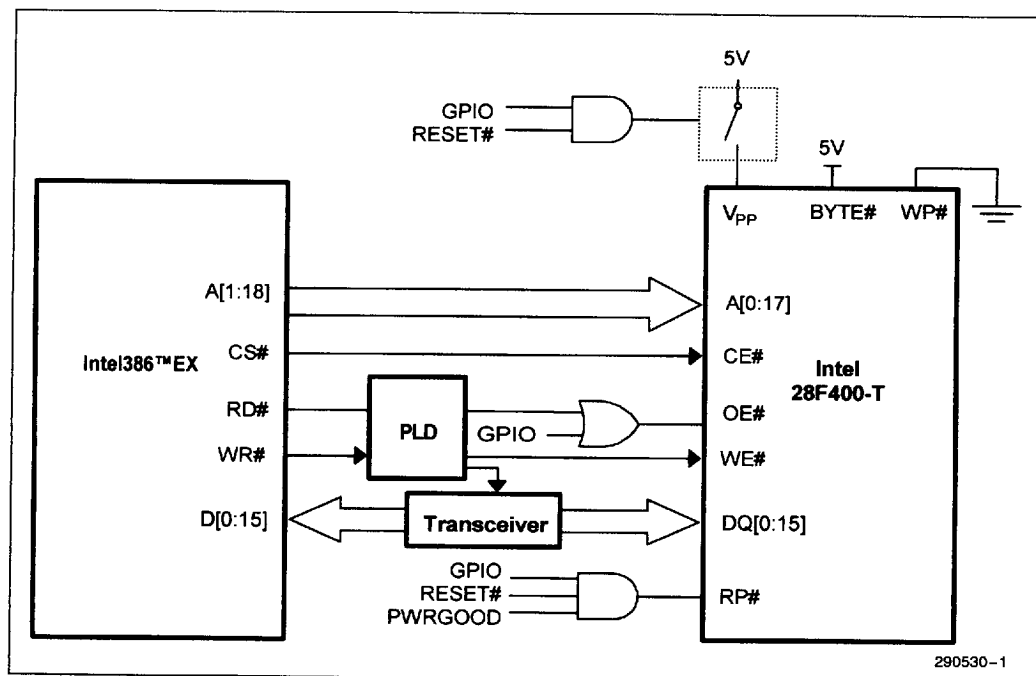 5V
GPIO
RESET#
5V
VPP
BYTE#
WP#
A[1:18]
A[0:17]
Intel386™EX
CS#
CE#
Intel
28F400-T
RD#
PLD
GPIO
OE#
WR#
WE#
D[0:15]
Transceiver
DQ[0:15]
GPIO
RESET#
PWRGOOD
RP#
290530-1